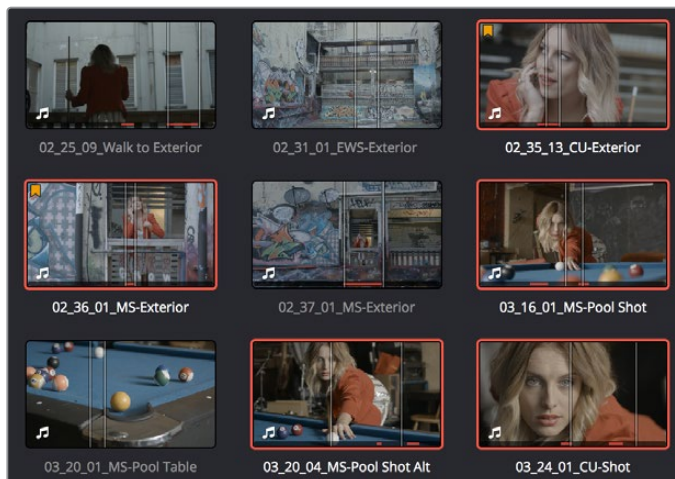 02_25_09_Walk to Exterior
02_31_01_EWS-Exterior
02_35_13_CU-Exterior
02_36_01_MS-Exterior
02_37_01_MS-Exterior
03_16_01_MS-Pool Shot
03_20_01_MS-Pool Table
03_20_04_MS-Pool Shot Alt
03_24_01_CU-Shot